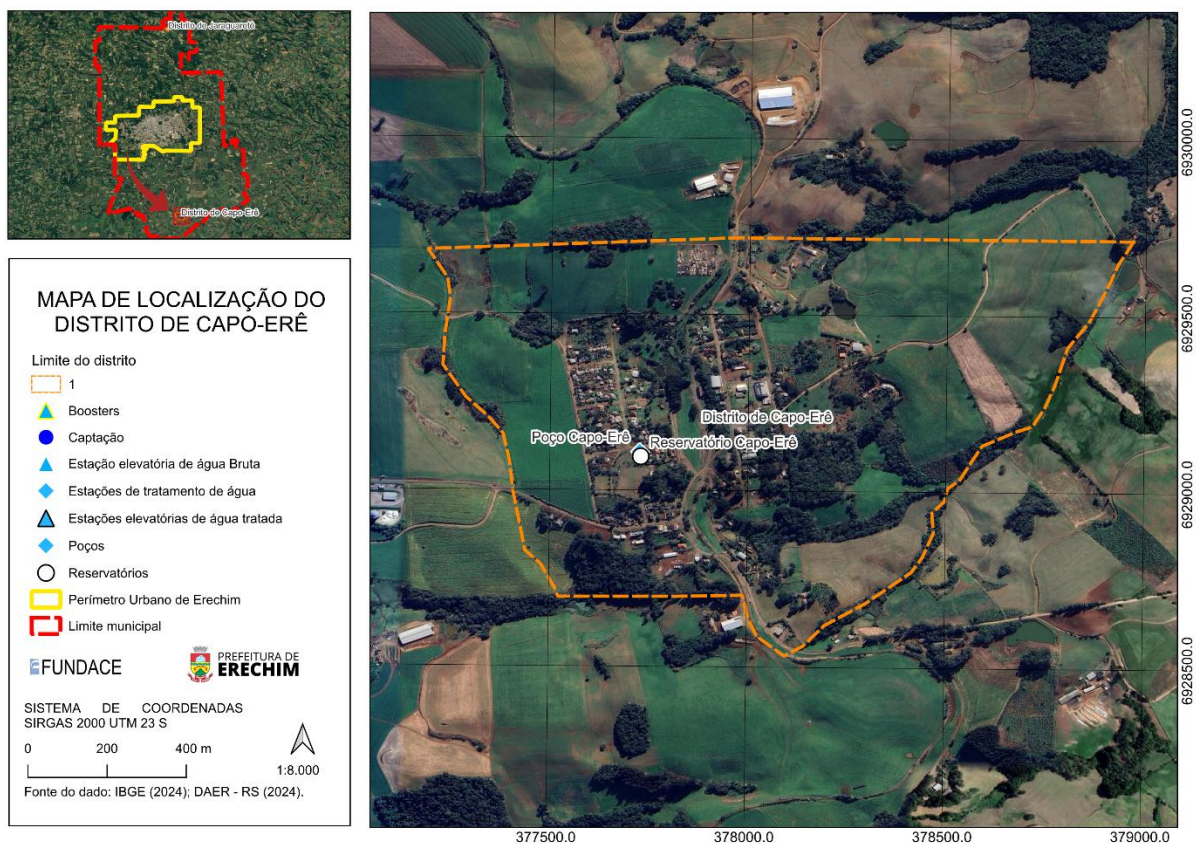 Distrito de Jaraguaretê
Distrito de Capo-Erê
MAPA DE LOCALIZAÇÃO DO
DISTRITO DE CAPO-ERÊ
Limite do distrito
1
Boosters
Captação
Estação elevatória de água Bruta
Estações de tratamento de água
Estações elevatórias de água tratada
Poços
Reservatórios
Perímetro Urbano de Erechim
Limite municipal
FUNDACE
PREFEITURA DE
ERECHIM
SISTEMA DE COORDENADAS
SIRGAS 2000 UTM 23 S
0 200 400 m
1:8.000
Fonte do dado: IBGE (2024); DAER - RS (2024).
Distrito de Capo-Erê
Poço Capo-Erê
Reservatório Capo-Erê
6930000.0
6929500.0
6929000.0
6928500.0
377500.0 378000.0 378500.0 379000.0